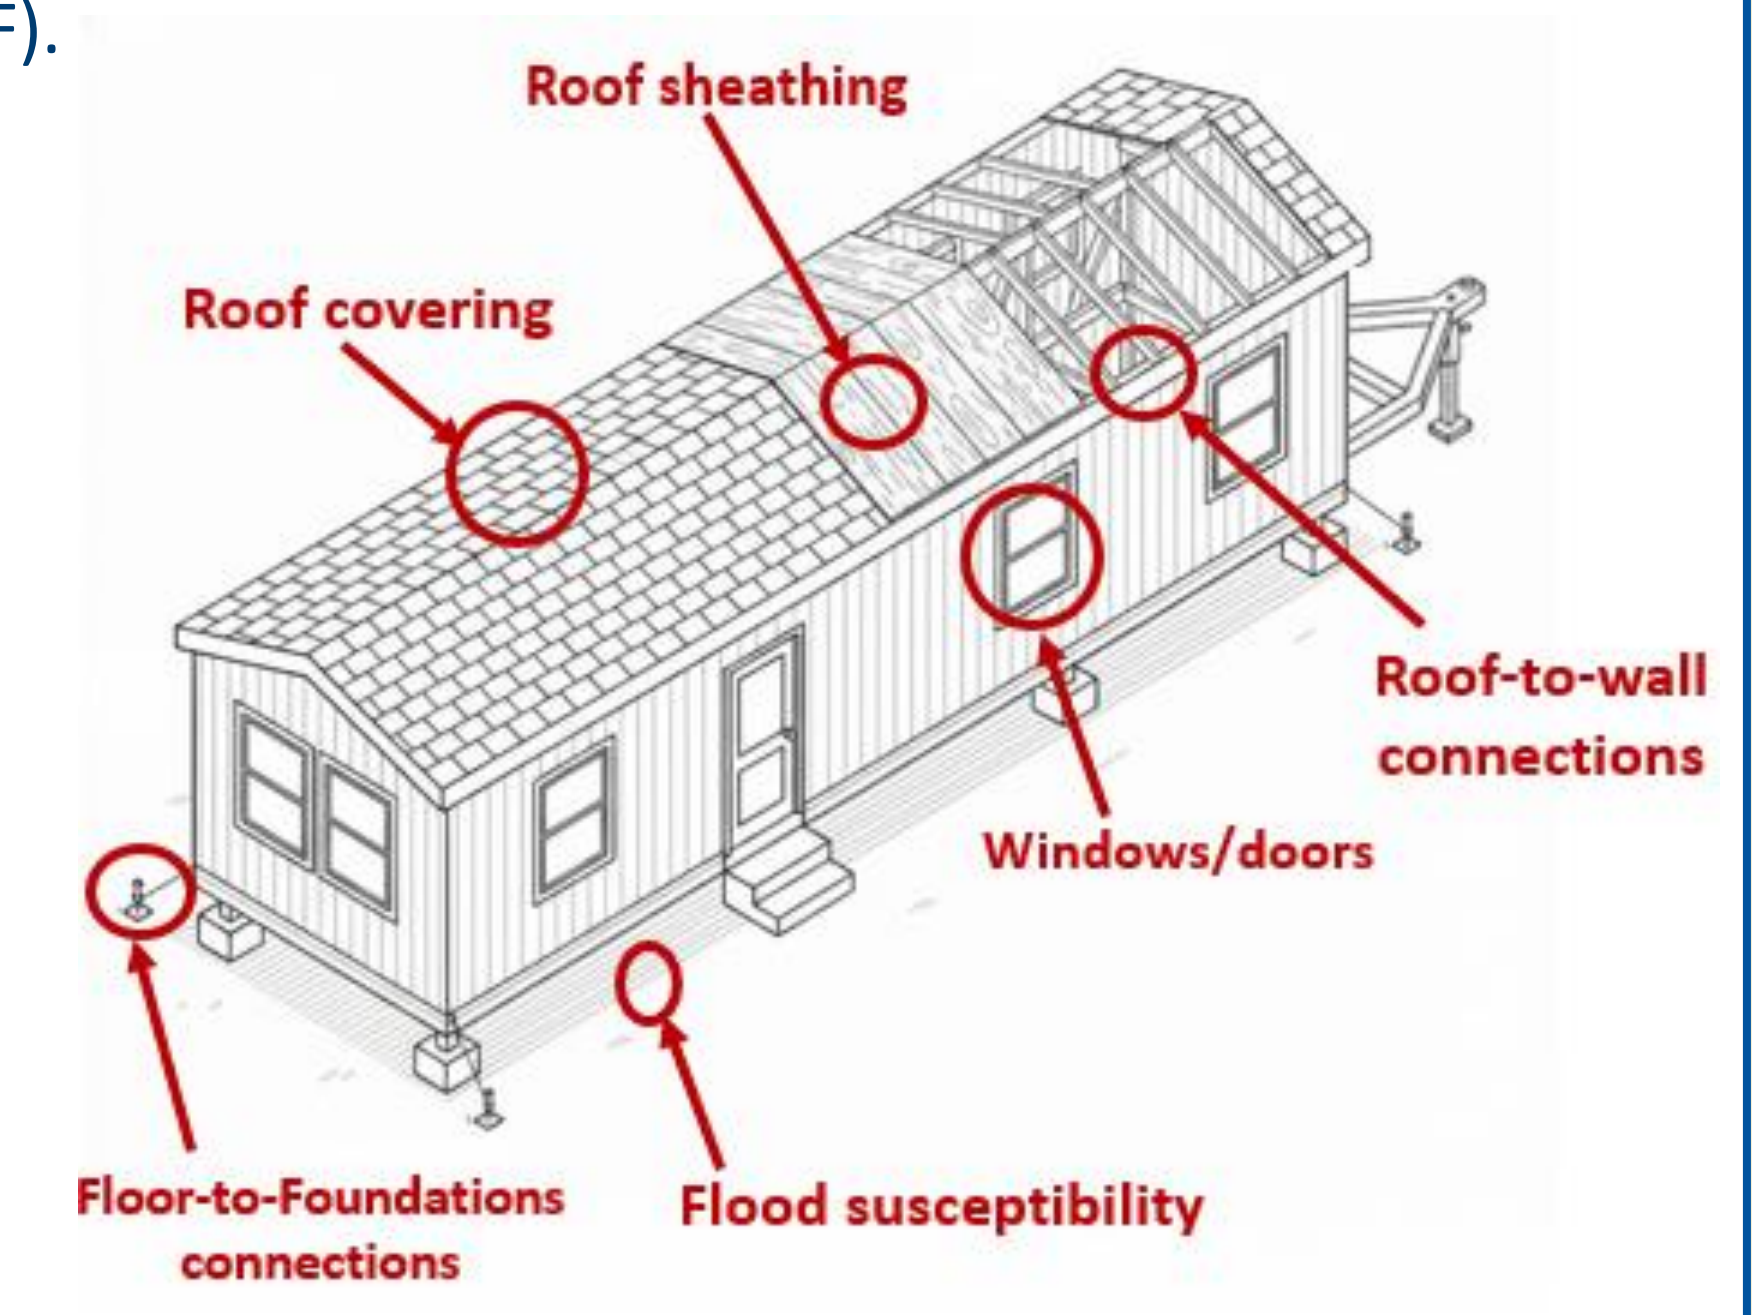 F).
Roof sheathing
Roof covering
Roof-to-wall
connections
Windows/doors
Floor-to-Foundations
connections
Flood susceptibility